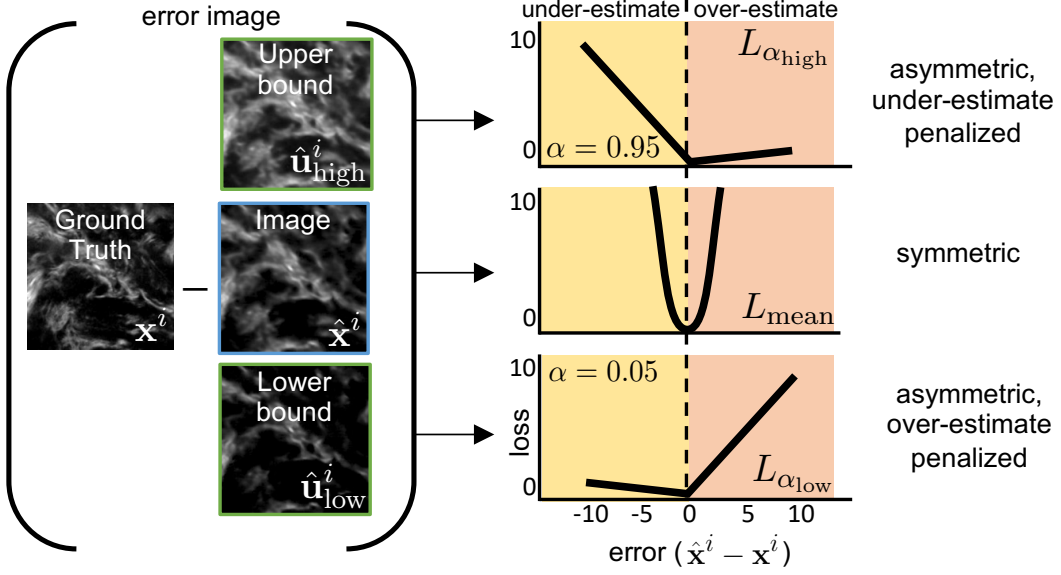 error image
Upper
bound
û^i_high
Ground
Truth
x^i
−
Image
x̂^i
Lower
bound
û^i_low
under-estimate
over-estimate
10
0
α = 0.95
L_α_high
asymmetric,
under-estimate
penalized
10
0
L_mean
symmetric
10
0
α = 0.05
L_α_low
loss
-10 -5 0 5 10
error (x̂^i − x^i)
asymmetric,
over-estimate
penalized